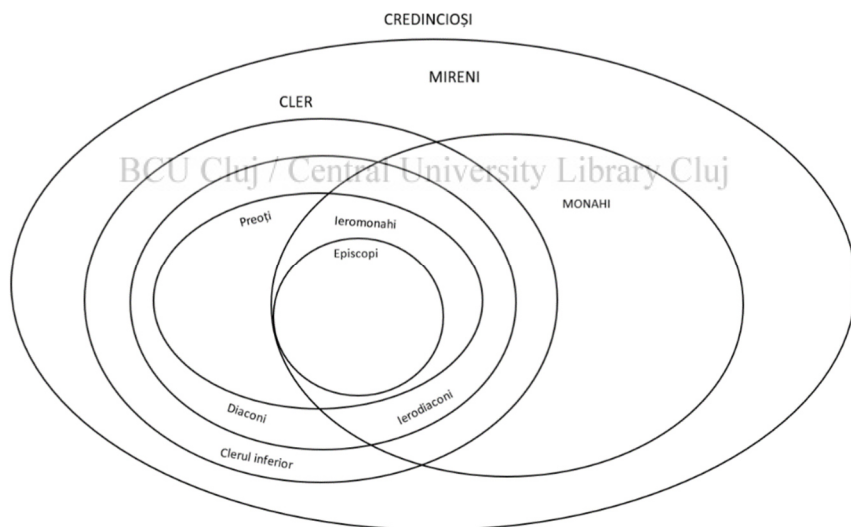 CREDINCIOȘI
MIRENI
CLER
BCU Cluj / Central University Library Cluj
MONAHI
Preoți
Ieromonahi
Episcopi
Diaconi
Ierodiaconi
Clerul inferior